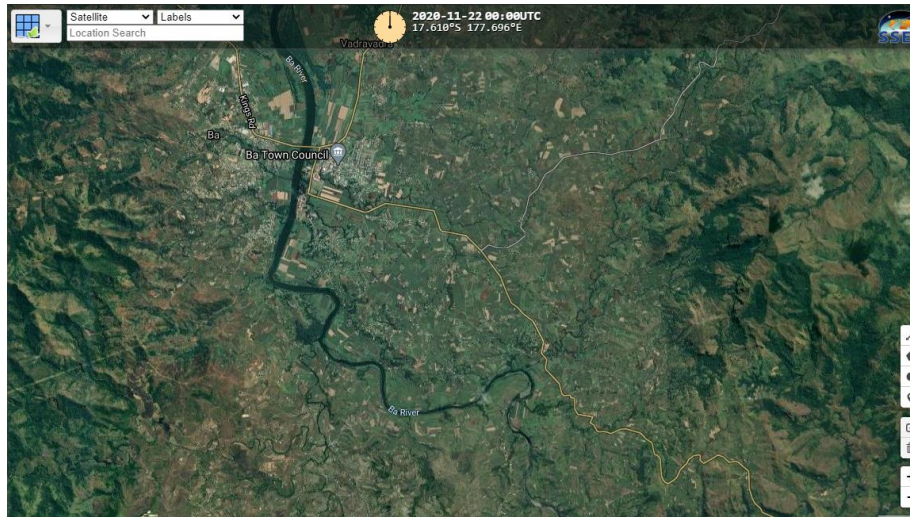 Satellite Labels
Location Search
2020-11-22 00:00UTC
17.610°S 177.696°E
Vadravadra
Ba River
Kings Rd
Ba
Ba Town Council
Ba River